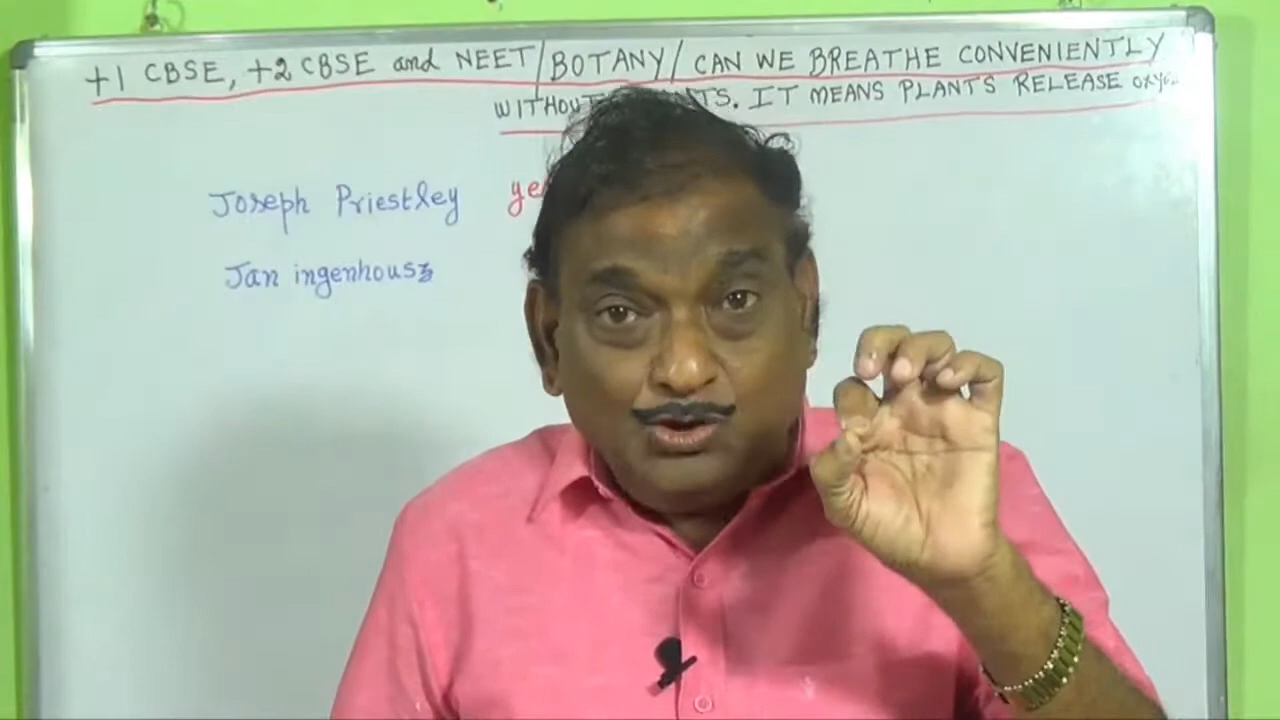 +1 CBSE, +2 CBSE and NEET/BOTANY/ CAN WE BREATHE CONVENIENTLY
IT MEANS PLANTS RELEASE
Joseph Priestley
Jan ingenhousz